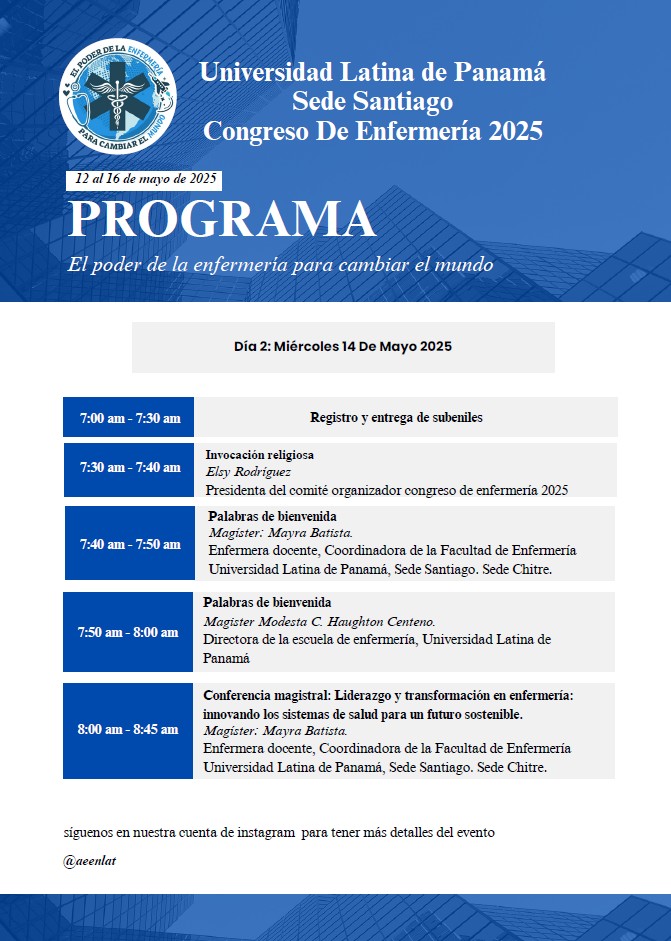 EL PODER DE LA ENFERMERÍA
PARA CAMBIAR EL MUNDO
Universidad Latina de Panamá
Sede Santiago
Congreso De Enfermería 2025
12 al 16 de mayo de 2025
PROGRAMA
El poder de la enfermería para cambiar el mundo
Día 2: Miércoles 14 De Mayo 2025
7:00 am - 7:30 am
Registro y entrega de subeniles
7:30 am - 7:40 am
Invocación religiosa
Elsy Rodríguez
Presidenta del comité organizador congreso de enfermería 2025
7:40 am - 7:50 am
Palabras de bienvenida
Magíster: Mayra Batista.
Enfermera docente, Coordinadora de la Facultad de Enfermería
Universidad Latina de Panamá, Sede Santiago. Sede Chitre.
7:50 am - 8:00 am
Palabras de bienvenida
Magister Modesta C. Haughton Centeno.
Directora de la escuela de enfermería, Universidad Latina de
Panamá
8:00 am - 8:45 am
Conferencia magistral: Liderazgo y transformación en enfermería:
innovando los sistemas de salud para un futuro sostenible.
Magíster: Mayra Batista.
Enfermera docente, Coordinadora de la Facultad de Enfermería
Universidad Latina de Panamá, Sede Santiago. Sede Chitre.
síguenos en nuestra cuenta de instagram para tener más detalles del evento
@aeenlat